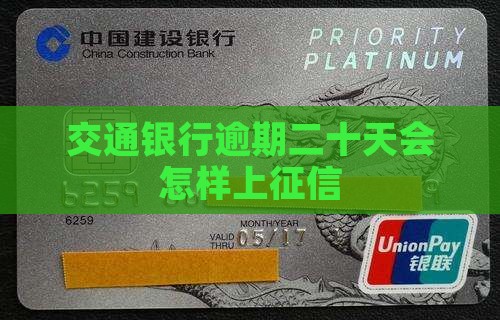 中国建设银行
China Construction Bank
PRIORITY
PLATINUM
交通银行逾期二十天会
怎样上征信
6259
6259
MONTH/YEAR
VALID THRU 05/17
UnionPay
银联